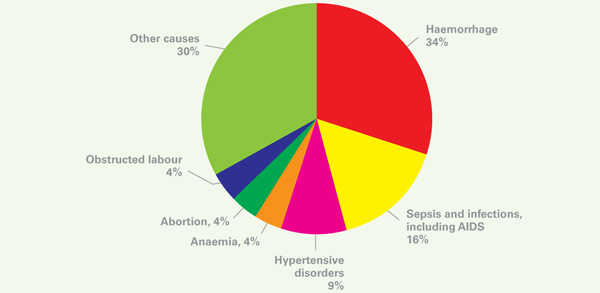 Other causes
30%
Haemorrhage
34%
Obstructed labour
4%
Abortion, 4%
Anaemia, 4%
Hypertensive
disorders
9%
Sepsis and infections,
including AIDS
16%